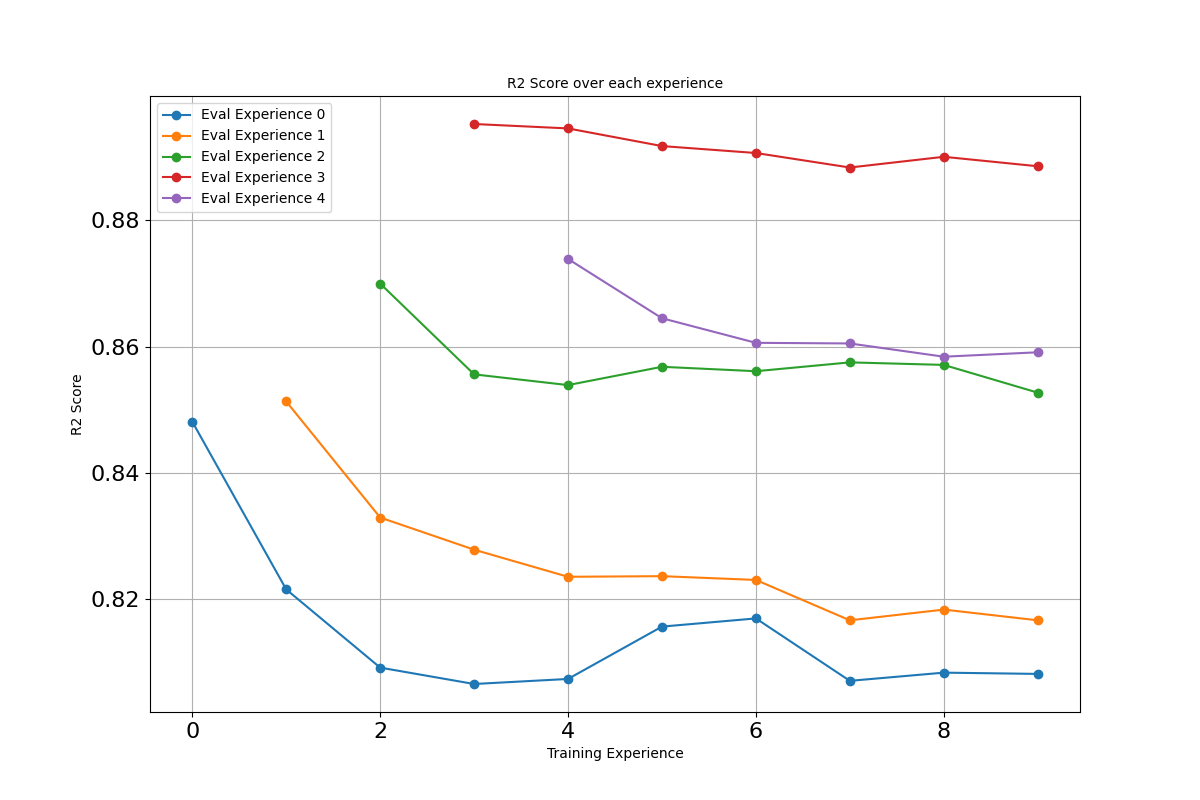 R2 Score over each experience
Eval Experience 0
Eval Experience 1
Eval Experience 2
Eval Experience 3
Eval Experience 4
0.88
0.86
0.84
0.82
R2 Score
0 2 4 6 8
Training Experience